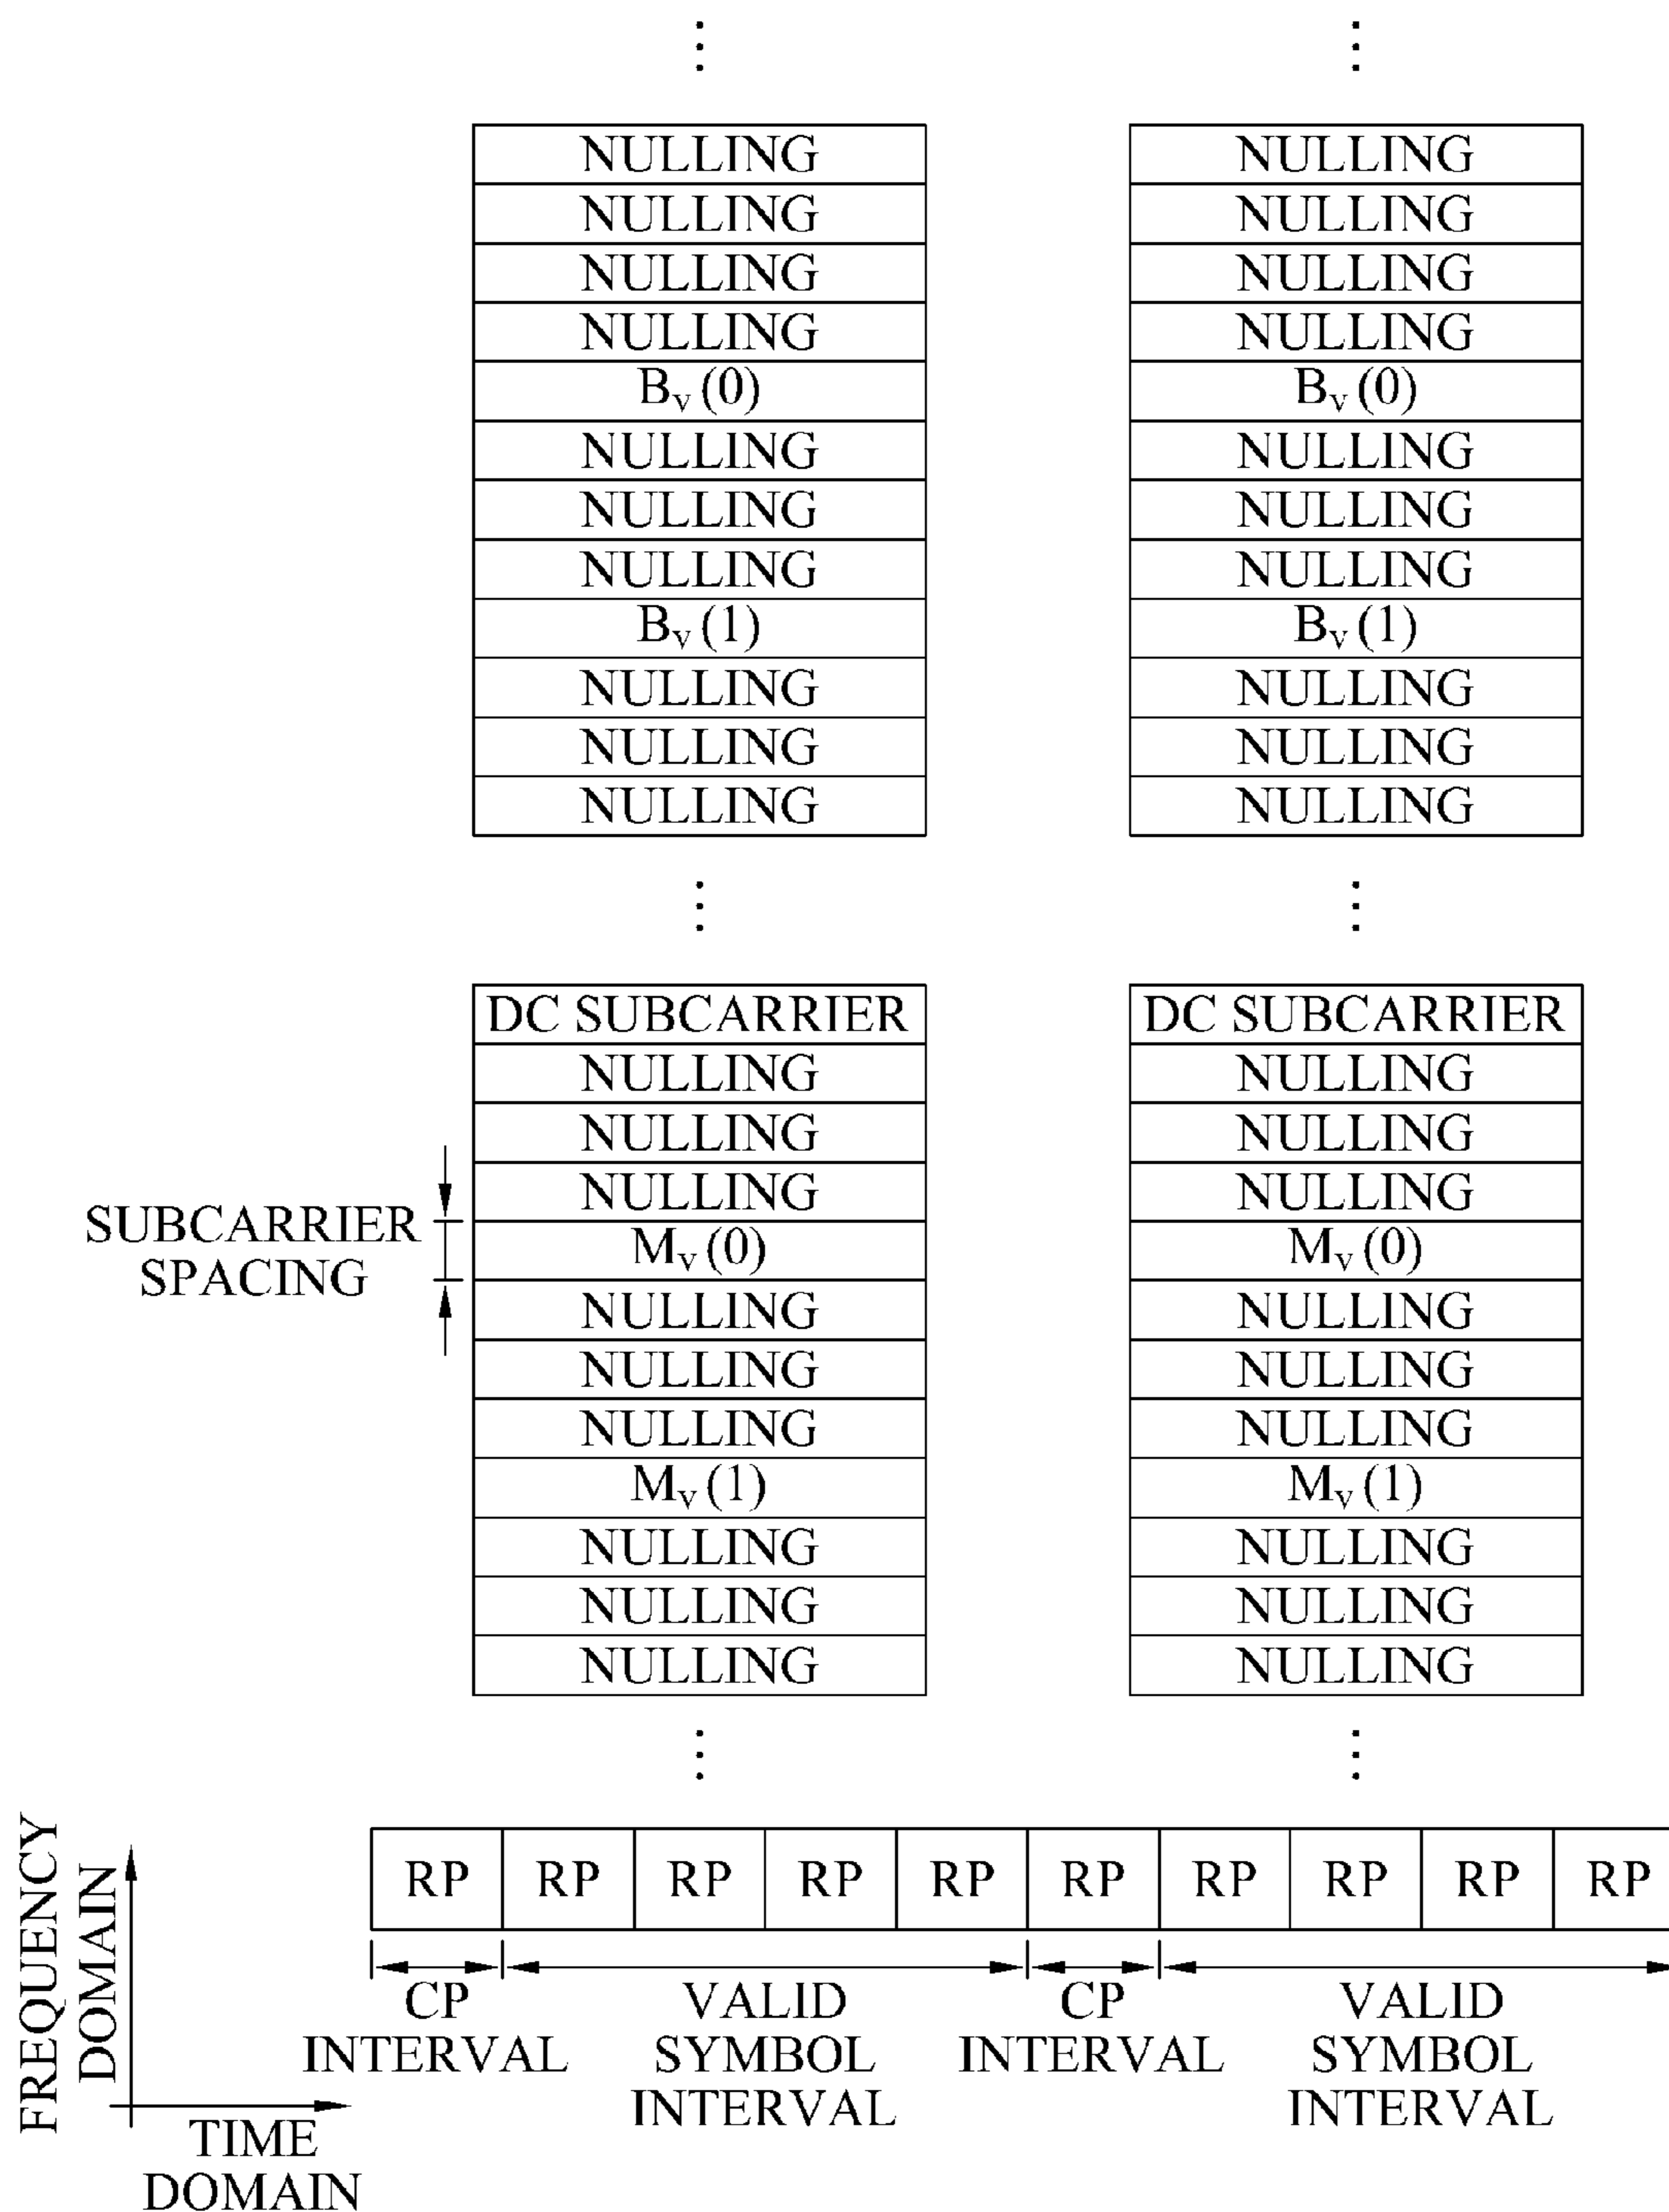 NULLING NULLING
NULLING NULLING
NULLING NULLING
NULLING NULLING
Bv(0) Bv(0)
NULLING NULLING
NULLING NULLING
NULLING NULLING
Bv(1) Bv(1)
NULLING NULLING
NULLING NULLING
NULLING NULLING
DC SUBCARRIER DC SUBCARRIER
NULLING NULLING
NULLING NULLING
NULLING NULLING
SUBCARRIER
SPACING
Mv(0) Mv(0)
NULLING NULLING
NULLING NULLING
NULLING NULLING
Mv(1) Mv(1)
NULLING NULLING
NULLING NULLING
NULLING NULLING
RP RP RP RP RP RP RP RP RP RP
CP VALID CP VALID
INTERVAL SYMBOL INTERVAL SYMBOL
INTERVAL INTERVAL
FREQUENCY
DOMAIN
TIME
DOMAIN